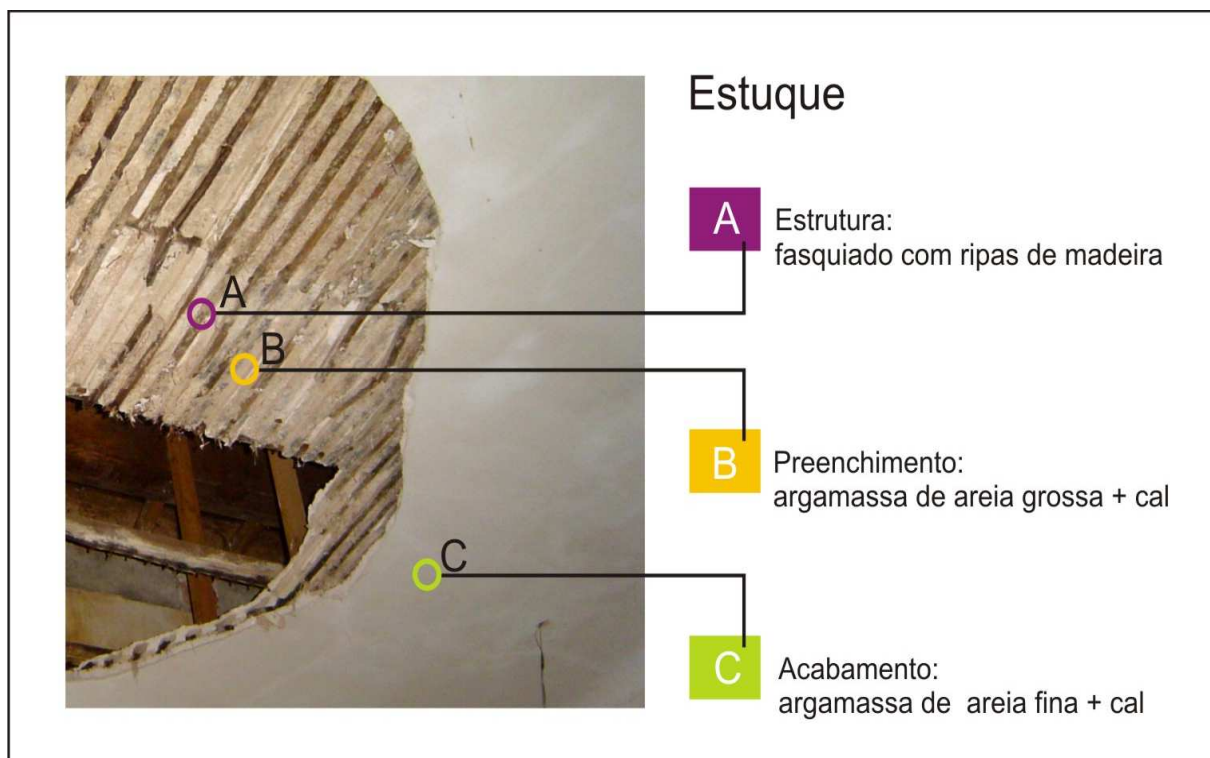 Estuque
A
Estrutura:
fasquiado com ripas de madeira
A
B
B
Preenchimento:
argamassa de areia grossa + cal
C
C
Acabamento:
argamassa de areia fina + cal